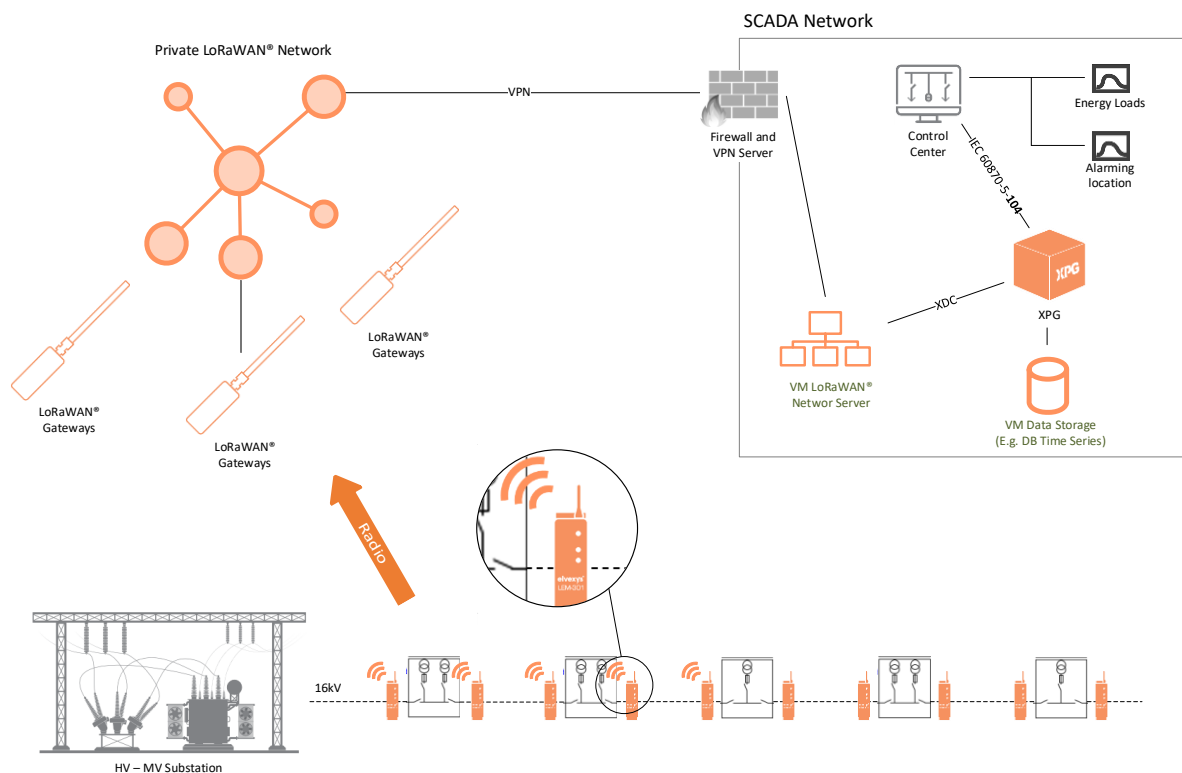 SCADA Network
Private LoRaWAN® Network
VPN
Firewall and
VPN Server
Control
Center
Energy Loads
Alarming
location
IEC 60870-5-104
XPG
XPG
XDC
VM LoRaWAN®
Networ Server
VM Data Storage
(E.g. DB Time Series)
LoRaWAN®
Gateways
LoRaWAN®
Gateways
LoRaWAN®
Gateways
Radio
elvexys
LEM-301
16kV
HV – MV Substation